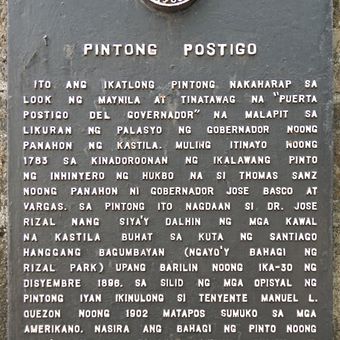 PINTONG POSTIGO
ITO ANG IKATLONG PINTONG NAKAHARAP SA
LOOK NG MAYNILA AT TINATAWAG NA "PUERTA
POSTIGO DEL GOVERNADOR" NA MALAPIT SA
LIKURAN NG PALASYO NG GOBERNADOR NOONG
PANAHON NG KASTILA. MULING ITINAYO NOONG
1783 SA KINADOROONAN NG IKALAWANG PINTO
NG INHINYERO NG HUKBO NA SI THOMAS SANZ
NOONG PANAHON NI GOBERNADOR JOSE BASCO AT
VARGAS. SA PINTONG ITO NAGDAAN SI DR. JOSE
RIZAL NANG SIYA'Y DALHIN NG MGA KAWAL
NA KASTILA BUHAT SA KUTA NG SANTIAGO
HANGGANG BAGUMBAYAN (NGAYO'Y BAHAGI NG
RIZAL PARK) UPANG BARILIN NOONG IKA-30 NG
DISYEMBRE 1896. SA SILID NG MGA OPISYAL NG
PINTONG IYAN IKINULONG SI TENYENTE MANUEL L.
QUEZON NOONG 1902 MATAPOS SUMUKO SA MGA
AMERIKANO. NASIRA ANG BAHAGI NG PINTO NOONG